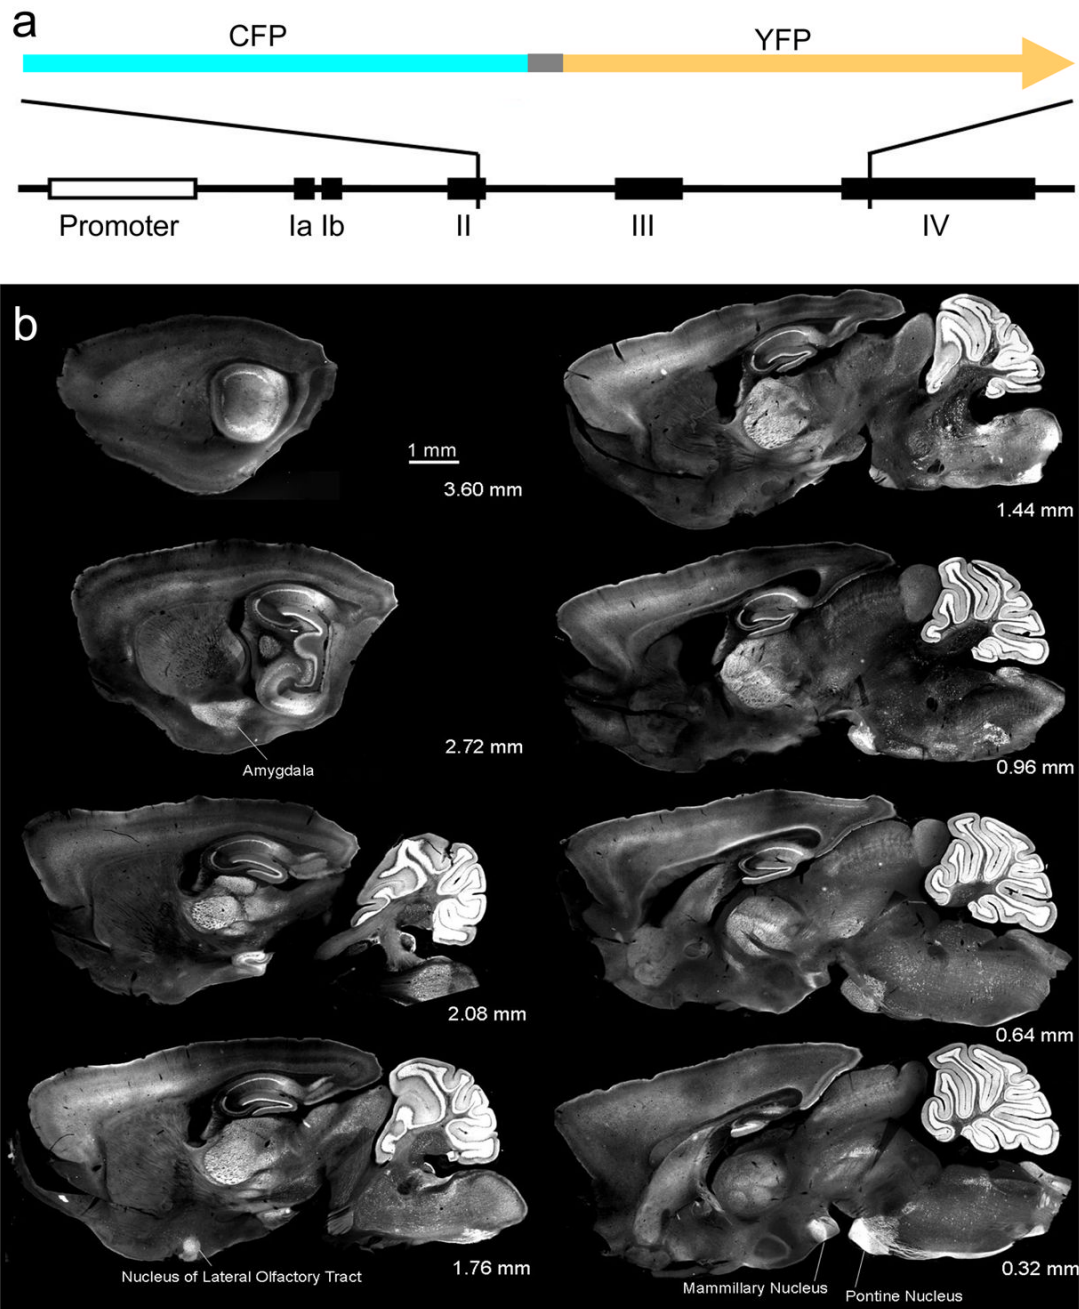 a
CFP
YFP
Promoter
Ia Ib
II
III
IV
b
1 mm
3.60 mm
1.44 mm
Amygdala
2.72 mm
0.96 mm
2.08 mm
0.64 mm
Nucleus of Lateral Olfactory Tract
1.76 mm
Mammillary Nucleus
Pontine Nucleus
0.32 mm